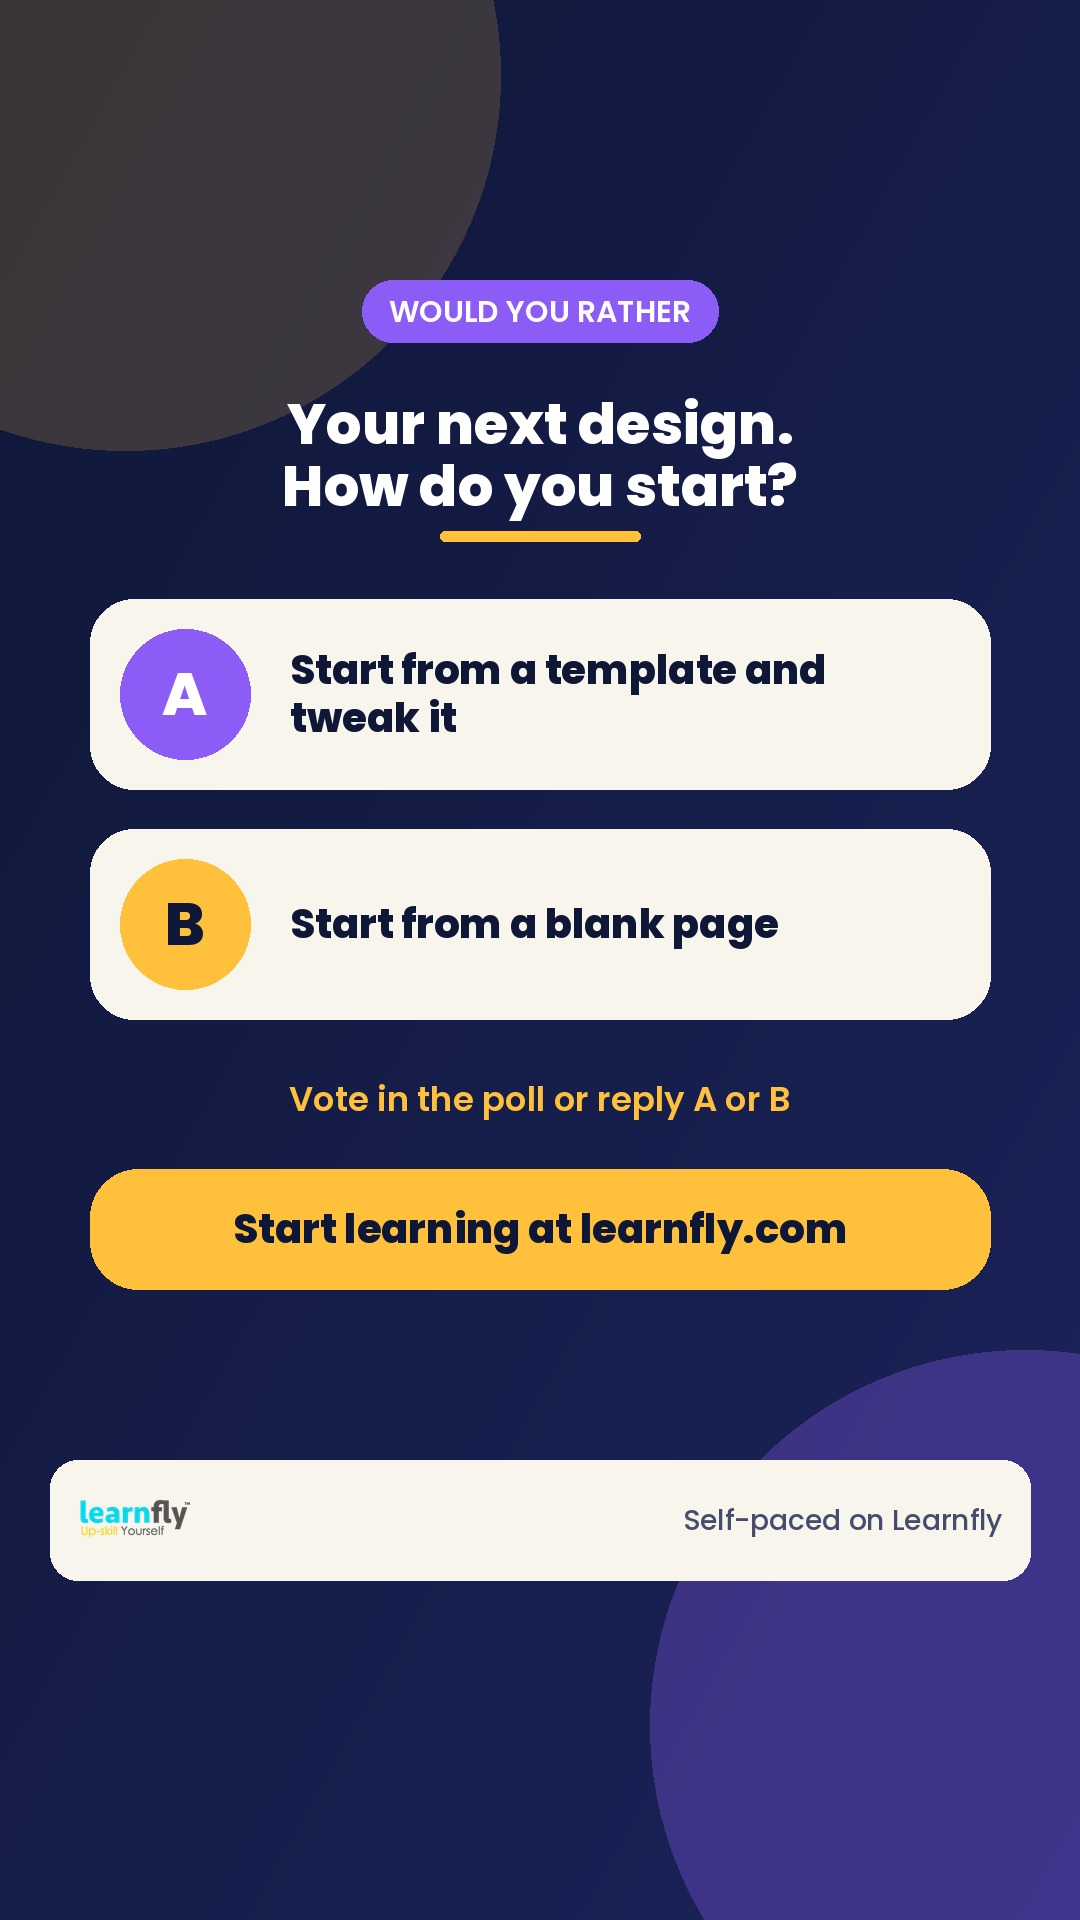 WOULD YOU RATHER
Your next design.
How do you start?
A
Start from a template and
tweak it
B
Start from a blank page
Vote in the poll or reply A or B
Start learning at learnfly.com
learnfly™
Up-skill Yourself
Self-paced on Learnfly